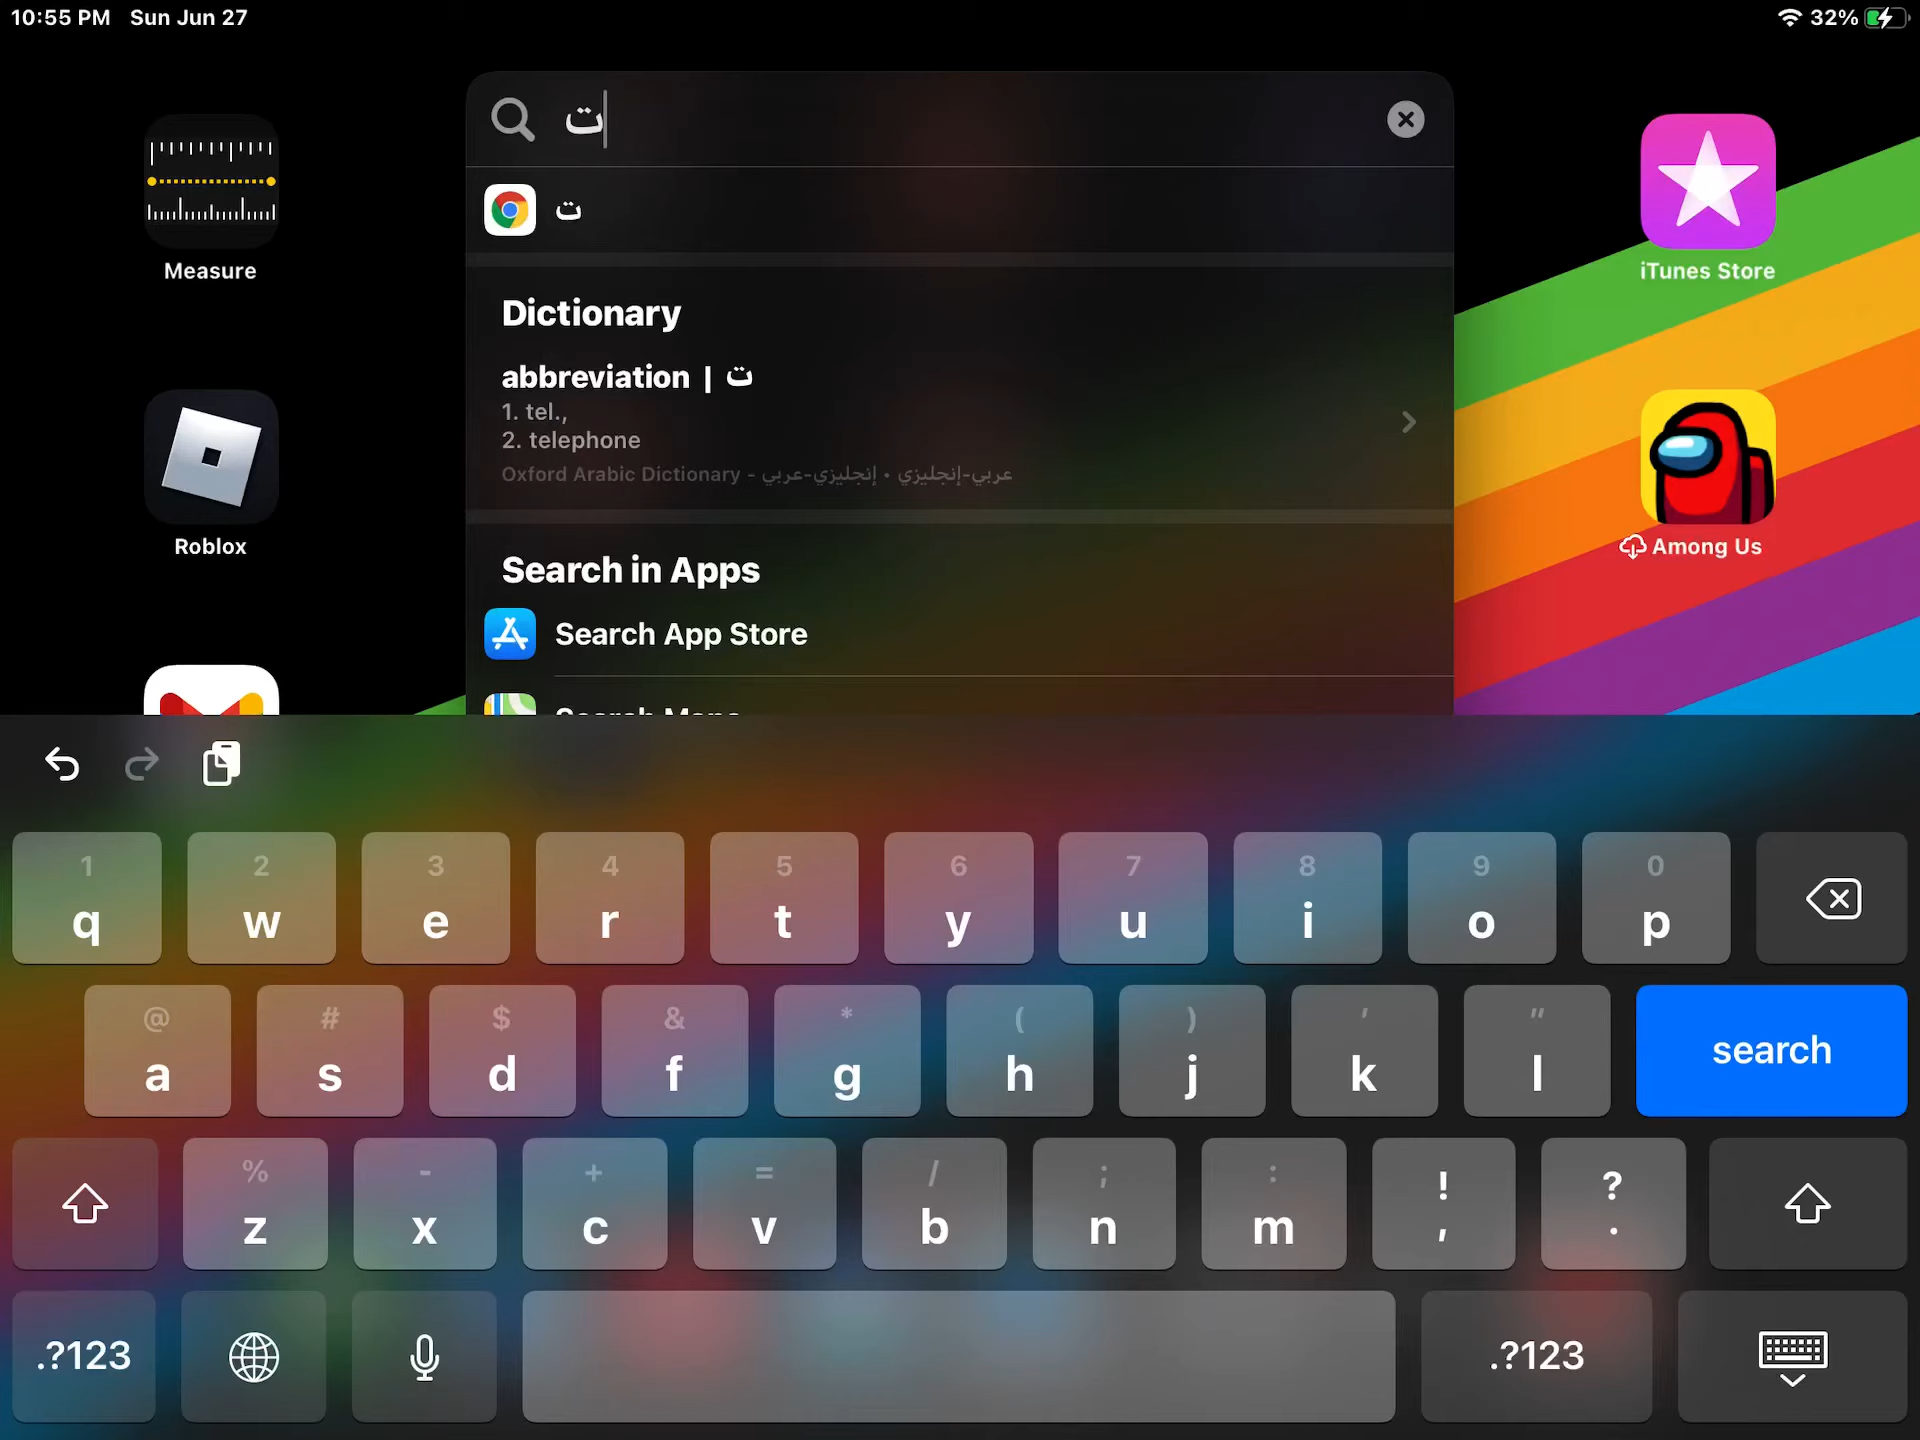 10:55 PM Sun Jun 27
32%
ت
ت
Measure
iTunes Store
Dictionary
abbreviation | ت
1. tel.,
2. telephone
Oxford Arabic Dictionary - عربي-إنجليزي • إنجليزي-عربي
Roblox
Among Us
Search in Apps
Search App Store
Search Maps
1 2 3 4 5 6 7 8 9 0
q w e r t y u i o p
@ # $ & * ( ) ' "
a s d f g h j k l search
% - + = / ; : ! ?
z x c v b n m , .
.?123 .?123